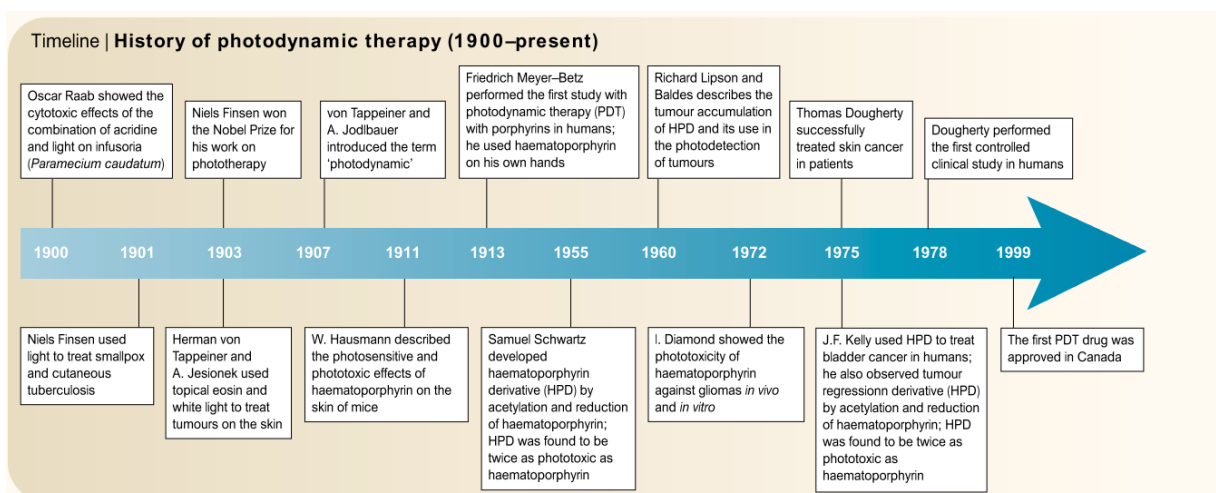 Timeline | History of photodynamic therapy (1900–present)
Oscar Raab showed the
cytotoxic effects of the
combination of acridine
and light on infusoria
(Paramecium caudatum)
Niels Finsen won
the Nobel Prize for
his work on
phototherapy
von Tappeiner and
A. Jodlbauer
introduced the term
‘photodynamic’
Friedrich Meyer–Betz
performed the first study with
photodynamic therapy (PDT)
with porphyrins in humans;
he used haematoporphyrin
on his own hands
Richard Lipson and
Baldes describes the
tumour accumulation
of HPD and its use in
the photodetection
of tumours
Thomas Dougherty
successfully
treated skin cancer
in patients
Dougherty performed
the first controlled
clinical study in humans
1900 1901 1903 1907 1911 1913 1955 1960 1972 1975 1978 1999
Niels Finsen used
light to treat smallpox
and cutaneous
tuberculosis
Herman von
Tappeiner and
A. Jesionek used
topical eosin and
white light to treat
tumours on the skin
W. Hausmann described
the photosensitive and
phototoxic effects of
haematoporphyrin on the
skin of mice
Samuel Schwartz
developed
haematoporphyrin
derivative (HPD) by
acetylation and reduction
of haematoporphyrin;
HPD was found to be
twice as phototoxic as
haematoporphyrin
I. Diamond showed the
phototoxicity of
haematoporphyrin
against gliomas in vivo
and in vitro
J.F. Kelly used HPD to treat
bladder cancer in humans;
he also observed tumour
regressionn derivative (HPD)
by acetylation and reduction
of haematoporphyrin; HPD
was found to be twice as
phototoxic as
haematoporphyrin
The first PDT drug was
approved in Canada